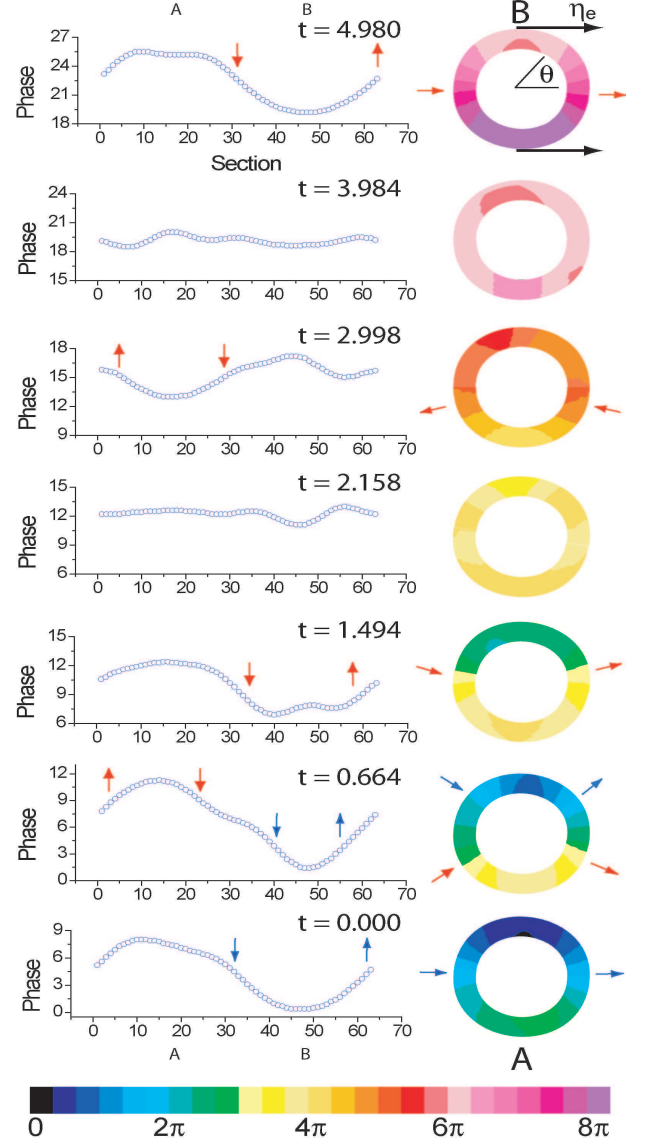 A B
t = 4.980
27
24
21
18
Phase
0 10 20 30 40 50 60 70
Section
B
ηe
θ
t = 3.984
24
21
18
15
Phase
0 10 20 30 40 50 60 70
t = 2.998
18
15
12
9
Phase
0 10 20 30 40 50 60 70
t = 2.158
15
12
9
6
Phase
0 10 20 30 40 50 60 70
t = 1.494
15
12
9
6
Phase
0 10 20 30 40 50 60 70
t = 0.664
12
9
6
3
0
Phase
0 10 20 30 40 50 60 70
t = 0.000
9
6
3
0
Phase
0 10 20 30 40 50 60 70
A B
A
0 2π 4π 6π 8π